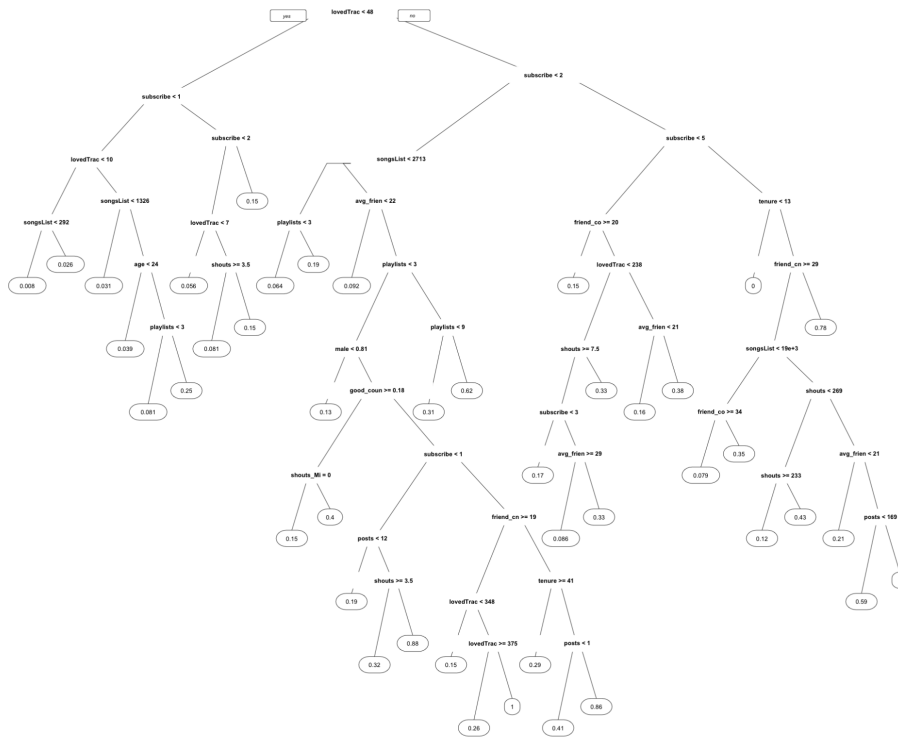 yes
lovedTrac < 48
no
subscribe < 2
subscribe < 1
subscribe < 2
subscribe < 5
lovedTrac < 10
songsList < 2713
songsList < 1326
0.15
avg_frien < 22
tenure < 13
songsList < 292
lovedTrac < 7
playlists < 3
friend_co >= 20
0.026
age < 24
shouts >= 3.5
0.19
playlists < 3
lovedTrac < 238
friend_cn >= 29
0.008
0.031
0.056
0.064
0.092
0.15
0
playlists < 3
0.15
playlists < 9
avg_frien < 21
0.78
0.039
0.081
male < 0.81
shouts >= 7.5
songsList < 19e+3
0.25
good_coun >= 0.18
0.62
0.33
0.38
shouts < 269
0.081
0.13
0.31
subscribe < 3
0.16
friend_co >= 34
subscribe < 1
avg_frien >= 29
0.35
avg_frien < 21
shouts_Mi = 0
0.17
0.079
shouts >= 233
0.4
friend_cn >= 19
0.33
0.43
posts < 169
0.15
posts < 12
0.086
0.12
0.21
shouts >= 3.5
tenure >= 41
0.19
lovedTrac < 348
0.59
0.88
lovedTrac >= 375
posts < 1
0.32
0.15
0.29
1
0.86
0.26
0.41